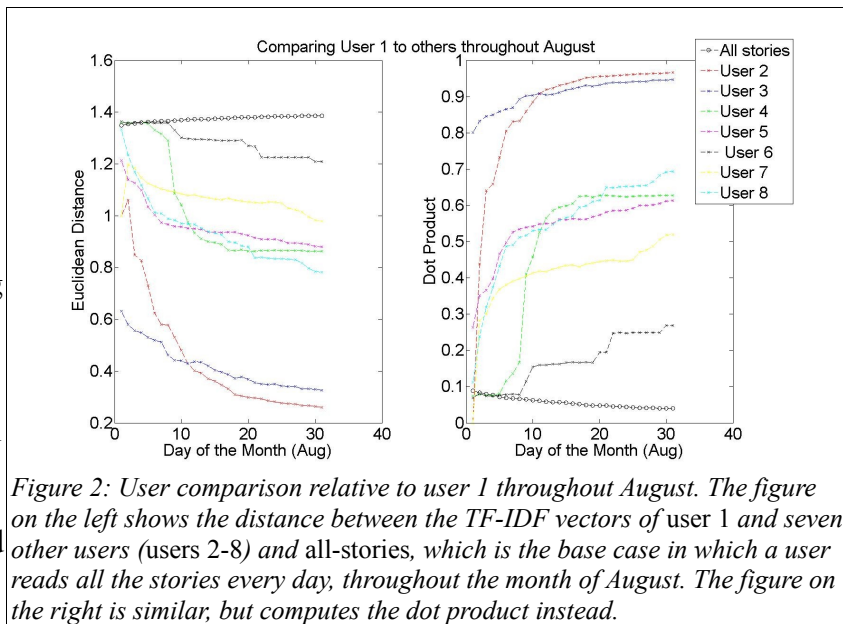 Comparing User 1 to others throughout August
1.6
1.4
1.2
1
0.8
0.6
0.4
0.2
0
10
20
30
40
Euclidean Distance
Day of the Month (Aug)
1
0.9
0.8
0.7
0.6
0.5
0.4
0.3
0.2
0.1
0
0
10
20
30
40
Dot Product
Day of the Month (Aug)
All stories
User 2
User 3
User 4
User 5
User 6
User 7
User 8
Figure 2: User comparison relative to user 1 throughout August. The figure
on the left shows the distance between the TF-IDF vectors of user 1 and seven
other users (users 2-8) and all-stories, which is the base case in which a user
reads all the stories every day, throughout the month of August. The figure on
the right is similar, but computes the dot product instead.